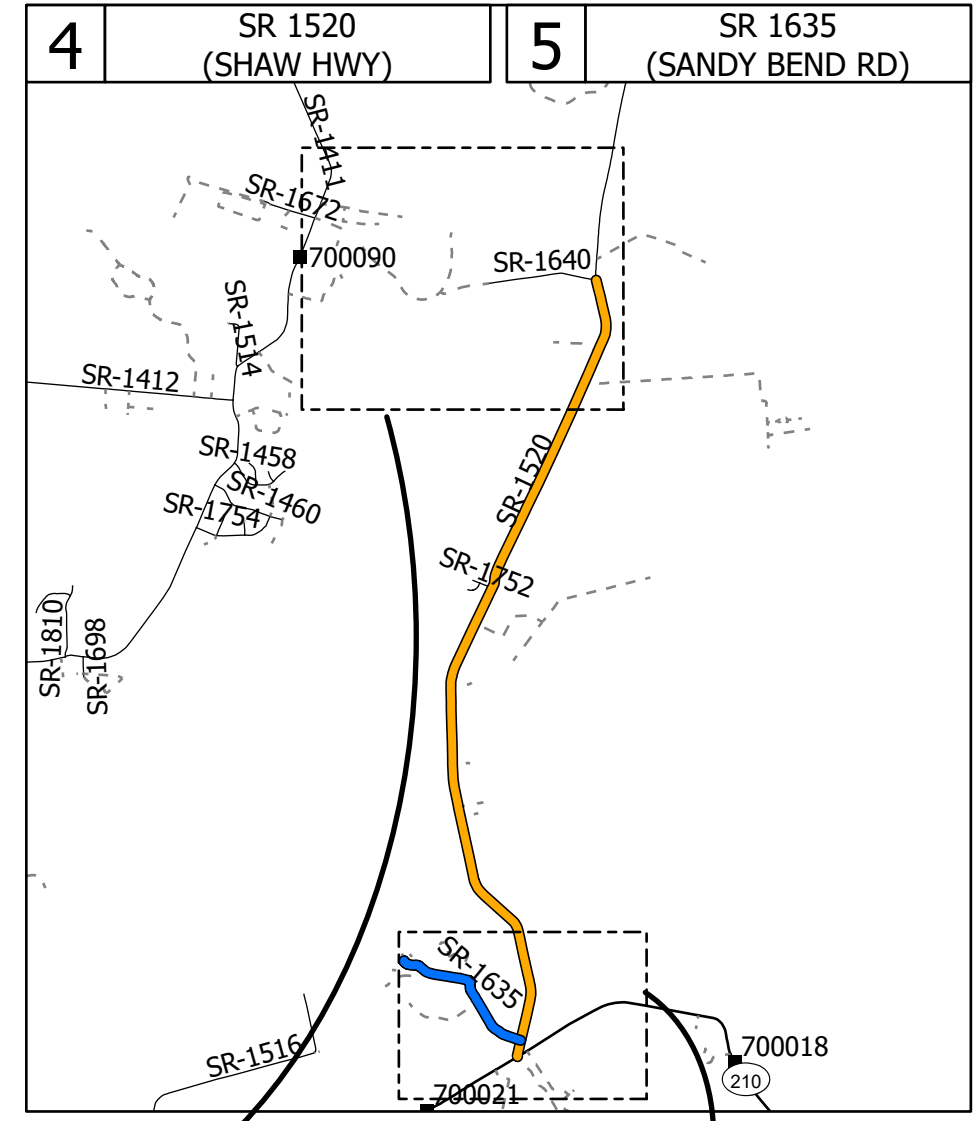 4
SR 1520
(SHAW HWY)
5
SR 1635
(SANDY BEND RD)
SR-1411
SR-1672
700090
SR-1640
SR-1514
SR-1412
SR-1520
SR-1458
SR-1460
SR-1754
SR-1752
SR-1810
SR-1698
SR-1635
SR-1516
700018
210
700021